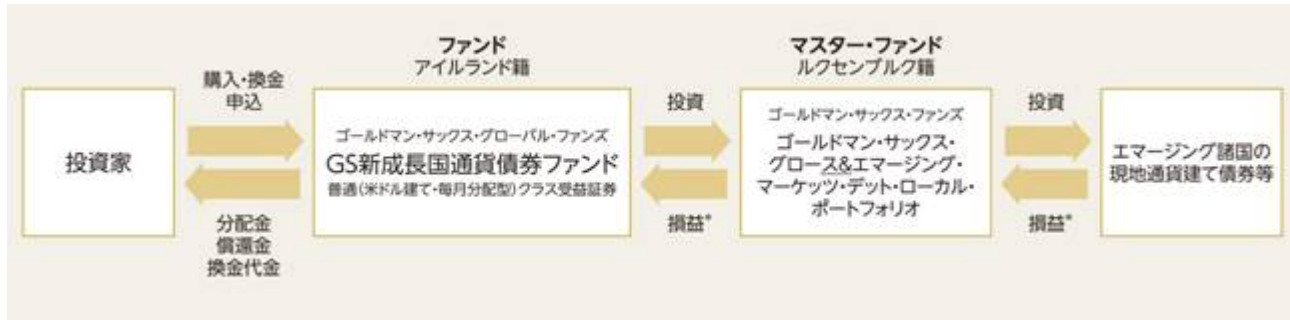 投資家
購入・換金
申込
分配金
償還金
換金代金
ファンド
アイルランド籍
ゴールドマン・サックス・グローバル・ファンズ
GS新成長国通貨債券ファンド
普通(米ドル建て・毎月分配型)クラス受益証券
投資
損益*
マスター・ファンド
ルクセンブルク籍
ゴールドマン・サックス・ファンズ
ゴールドマン・サックス・
グロース&エマージング・
マーケッツ・デット・ローカル・
ポートフォリオ
投資
損益*
エマージング諸国の
現地通貨建て債券等